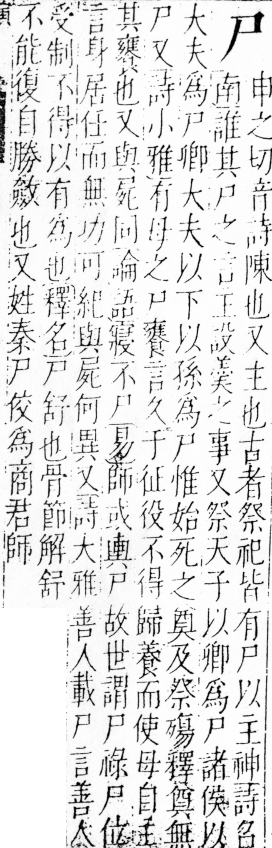 尸
申之切音詩陳也又主也古者祭祀皆有尸以主神詩召
南誰其尸之言主設羹之事又祭天子以卿爲尸諸侯以
大夫爲尸卿大夫以下以孫爲尸惟始死之奠及祭殤釋奠無
尸又詩小雅有母之尸饔言久于征役不得歸養而使母自主
其饔也又與屍同論語寢不尸易師或輿尸故世謂尸祿尸位
言身居任而無功可紀與屍何異又詩大雅善人載尸言善人
受制不得以有爲也釋名尸舒也骨節解舒
不能復自勝斂也又姓秦尸佼爲商君師